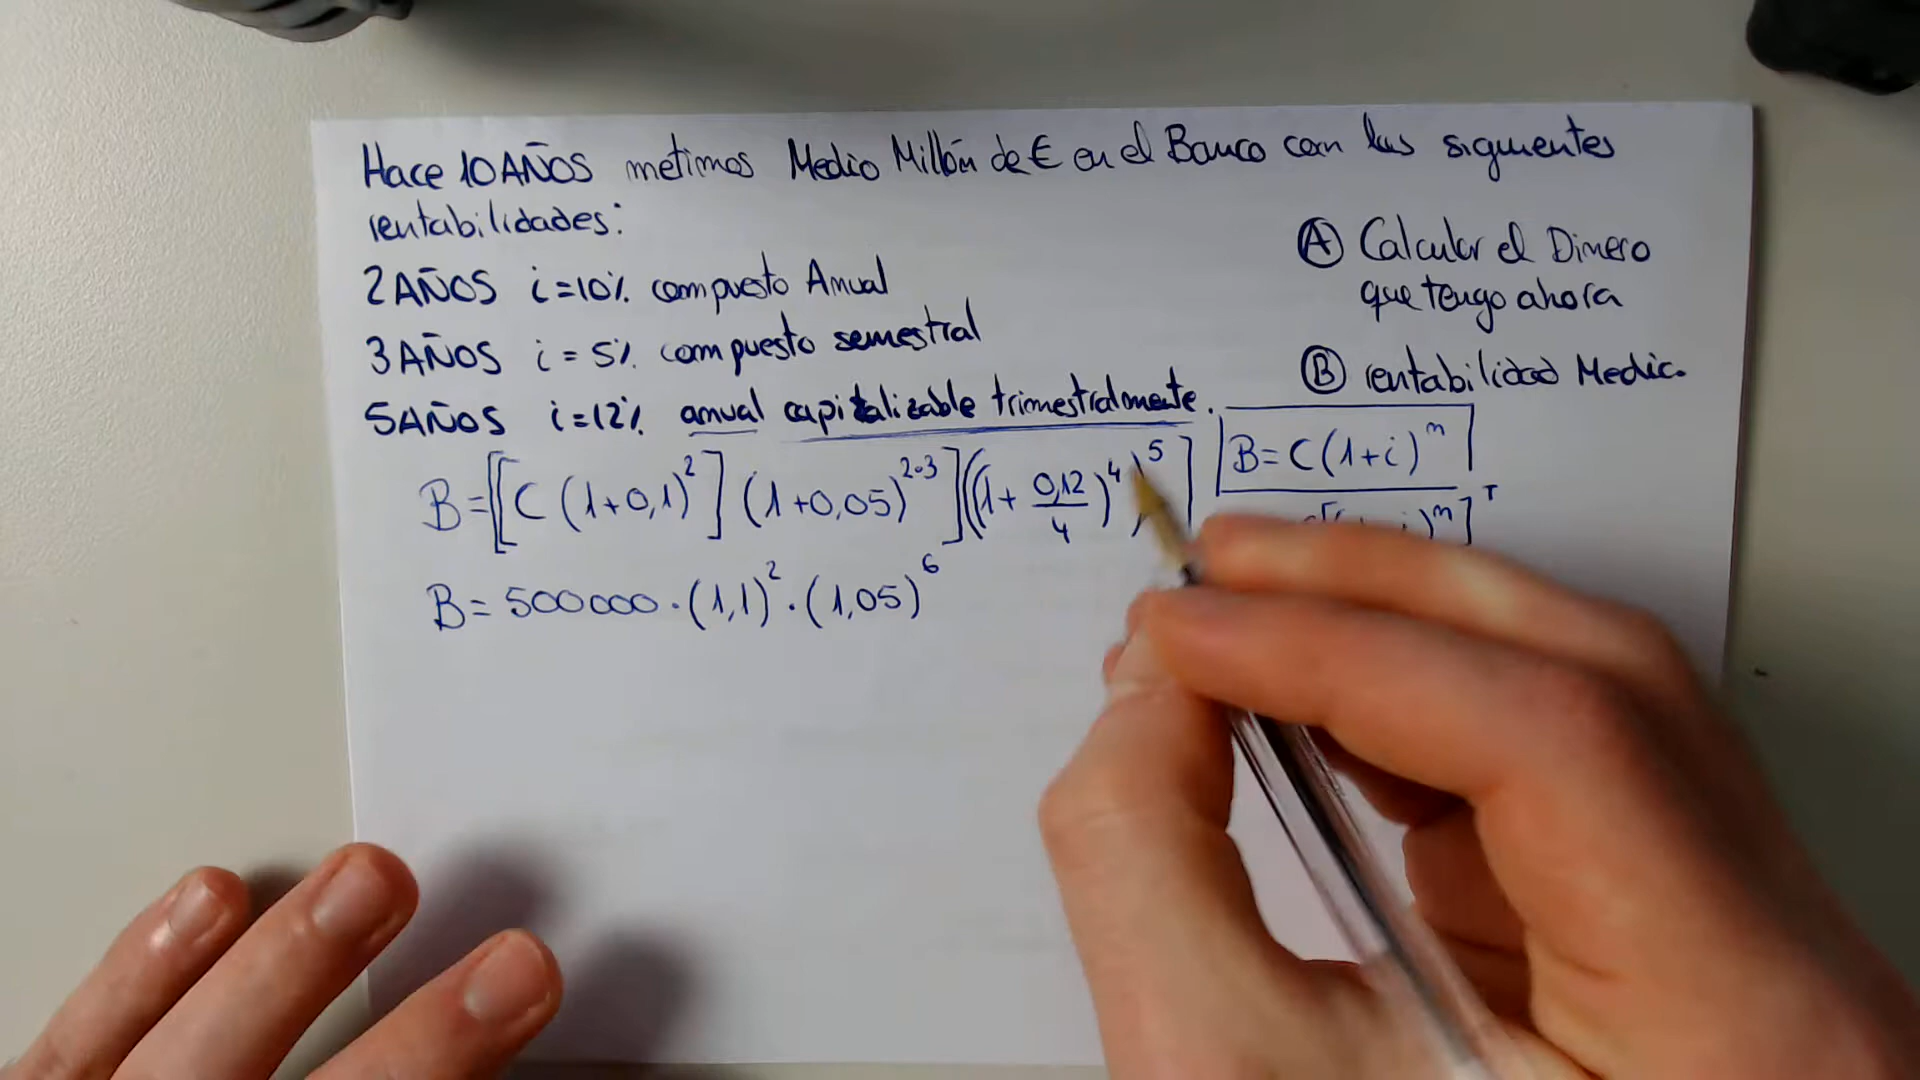 Hace 10 AÑOS metimos Medio Millón de € en el Banco con las siguientes
rentabilidades:
2 AÑOS i = 10% compuesto Anual
3 AÑOS i = 5% compuesto semestral
5 AÑOS i = 12% anual capitalizable trimestralmente.
Ⓐ Calcular el Dinero
que tengo ahora
Ⓑ rentabilidad Media.
B = C(1+i)^n
B = [[C(1+0,1)^2](1+0,05)^2·3]((1+0,12/4)^4)^5]
B = 500000·(1,1)^2·(1,05)^6